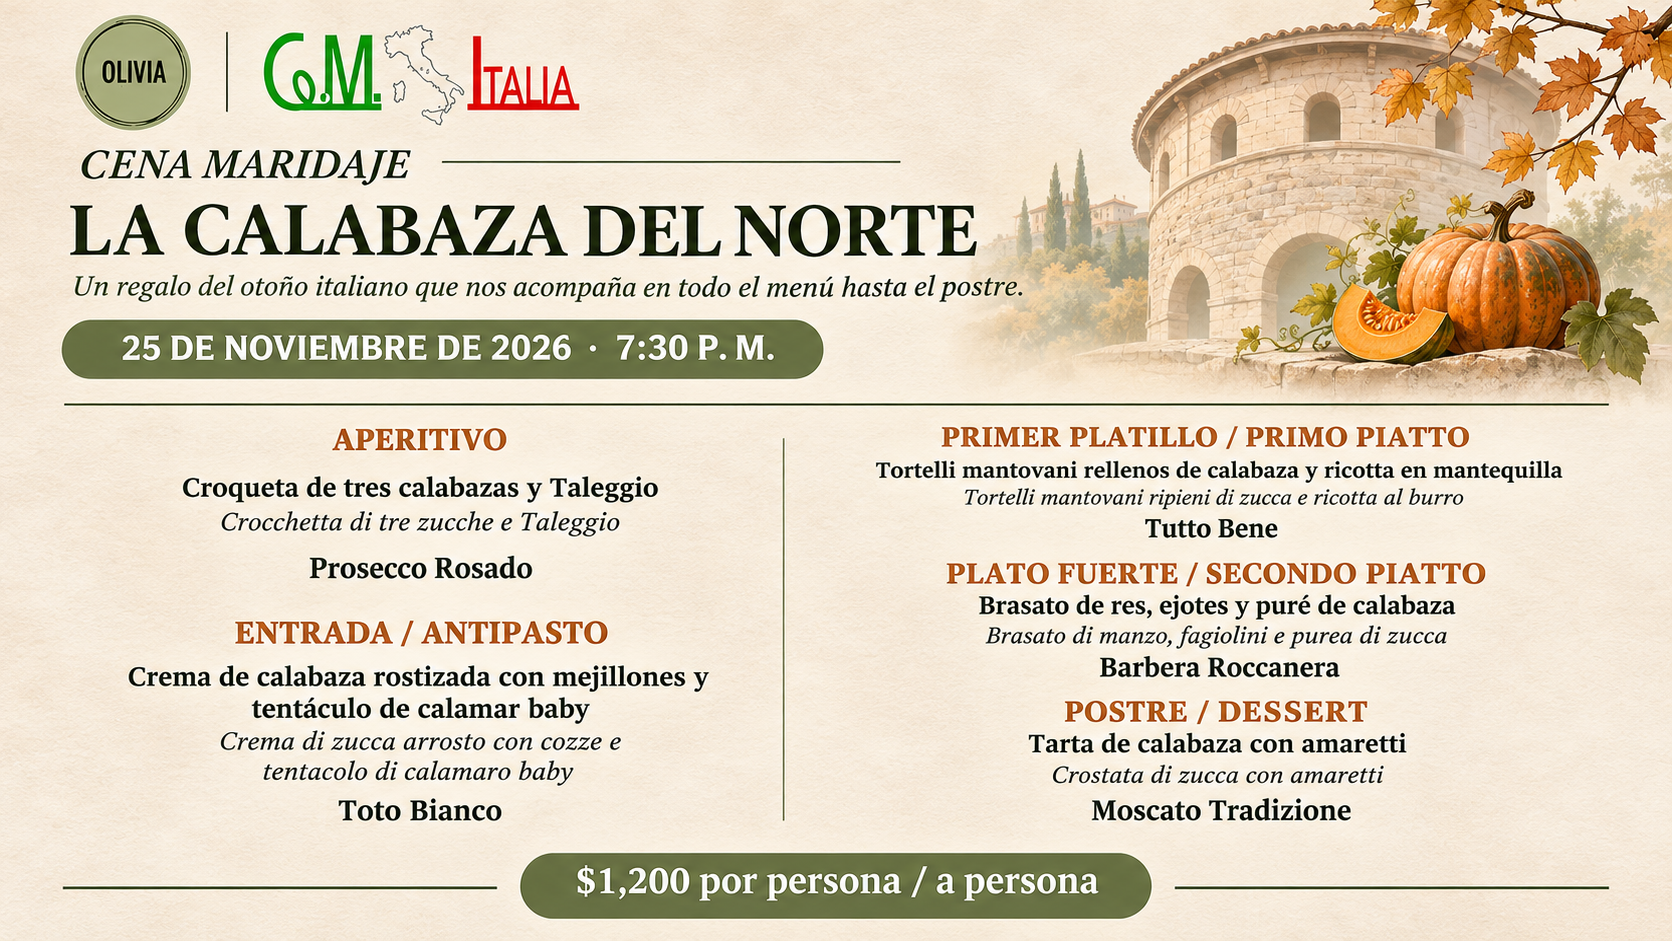 OLIVIA
G.M. ITALIA
CENA MARIDAJE
LA CALABAZA DEL NORTE
Un regalo del otoño italiano que nos acompaña en todo el menú hasta el postre.
25 DE NOVIEMBRE DE 2026 · 7:30 P. M.
APERITIVO
Croqueta de tres calabazas y Taleggio
Crocchetta di tre zucche e Taleggio
Prosecco Rosado
ENTRADA / ANTIPASTO
Crema de calabaza rostizada con mejillones y
tentáculo de calamar baby
Crema di zucca arrosto con cozze e
tentacolo di calamaro baby
Toto Bianco
PRIMER PLATILLO / PRIMO PIATTO
Tortelli mantovani rellenos de calabaza y ricotta en mantequilla
Tortelli mantovani ripieni di zucca e ricotta al burro
Tutto Bene
PLATO FUERTE / SECONDO PIATTO
Brasato de res, ejotes y puré de calabaza
Brasato di manzo, fagiolini e purea di zucca
Barbera Roccanera
POSTRE / DESSERT
Tarta de calabaza con amaretti
Crostata di zucca con amaretti
Moscato Tradizione
$1,200 por persona / a persona